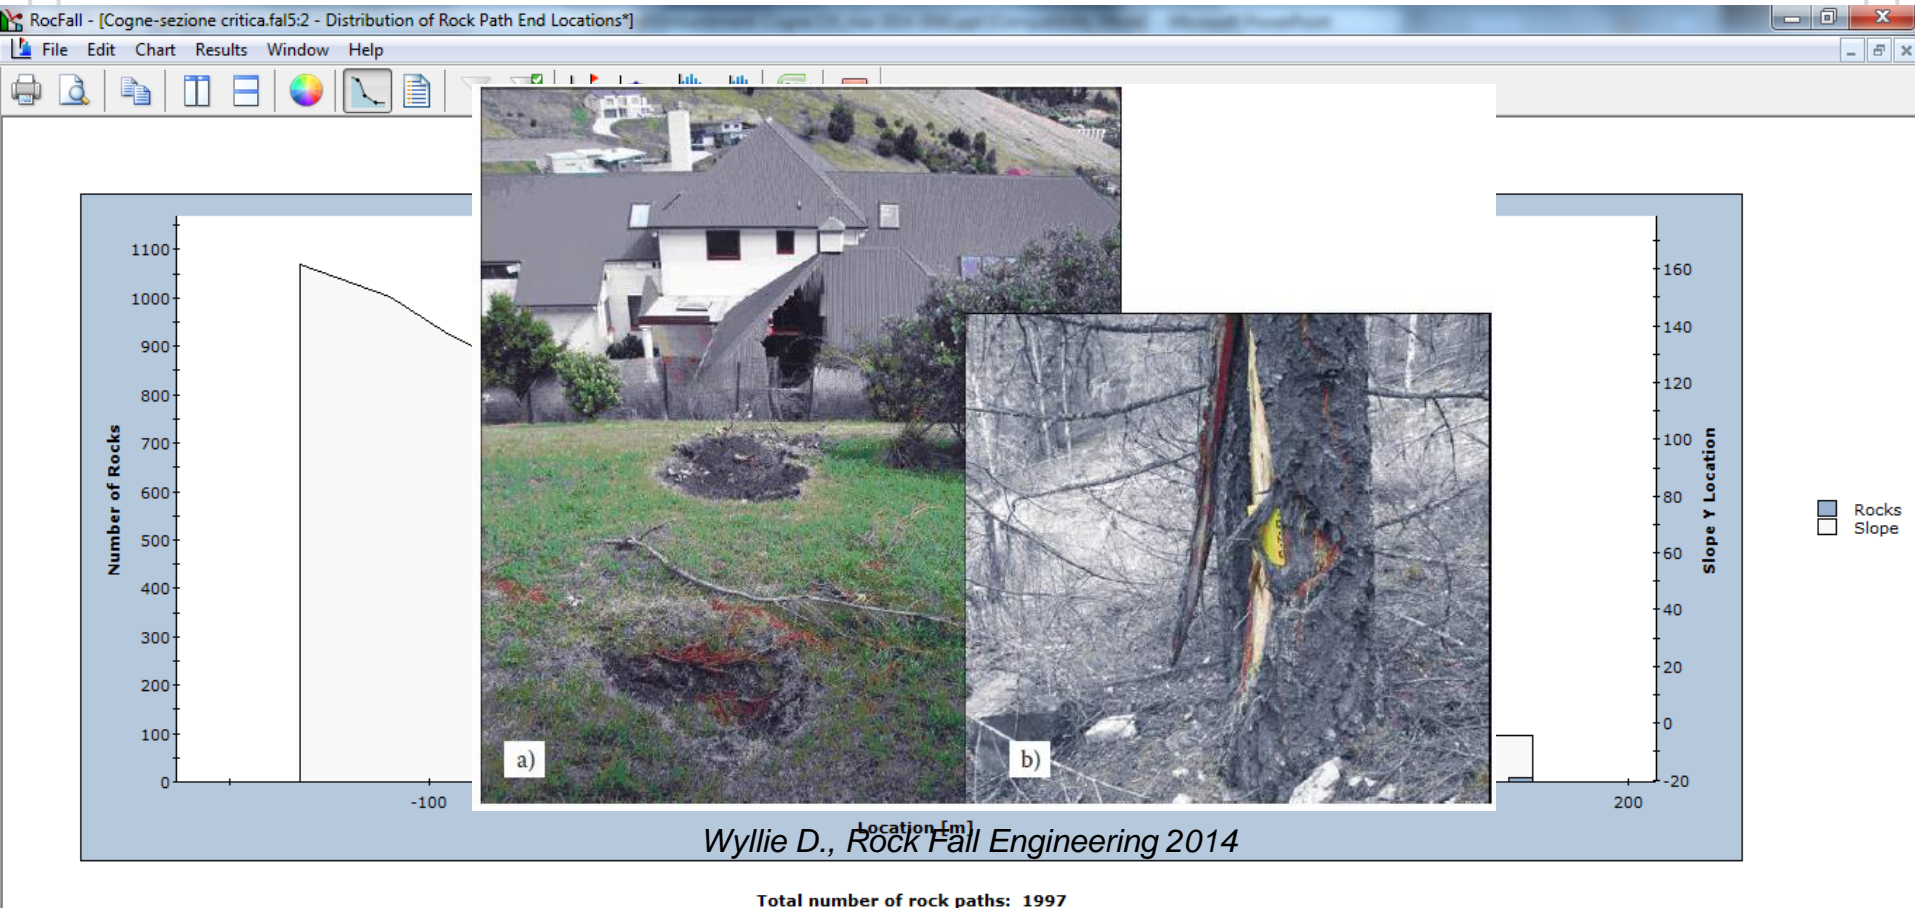 RocFall - [Cogne-sezione critica.fal5:2 - Distribution of Rock Path End Locations*]
File Edit Chart Results Window Help
Number of Rocks
1100
1000
900
800
700
600
500
400
300
200
100
0
-100
200
Location [m]
160
140
120
100
80
60
40
20
0
-20
Slope Y Location
Rocks
Slope
a)
b)
Wyllie D., Rock Fall Engineering 2014
Total number of rock paths: 1997